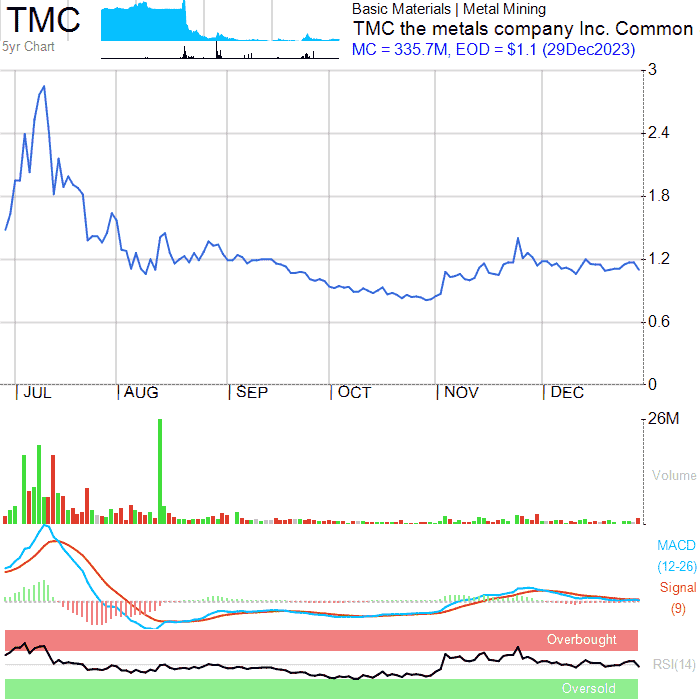 TMC
5yr Chart
Basic Materials | Metal Mining
TMC the metals company Inc. Common
MC = 335.7M, EOD = $1.1 (29Dec2023)
3
2.4
1.8
1.2
0.6
0
JUL AUG SEP OCT NOV DEC
26M
Volume
MACD
(12-26)
Signal
(9)
Overbought
RSI(14)
Oversold